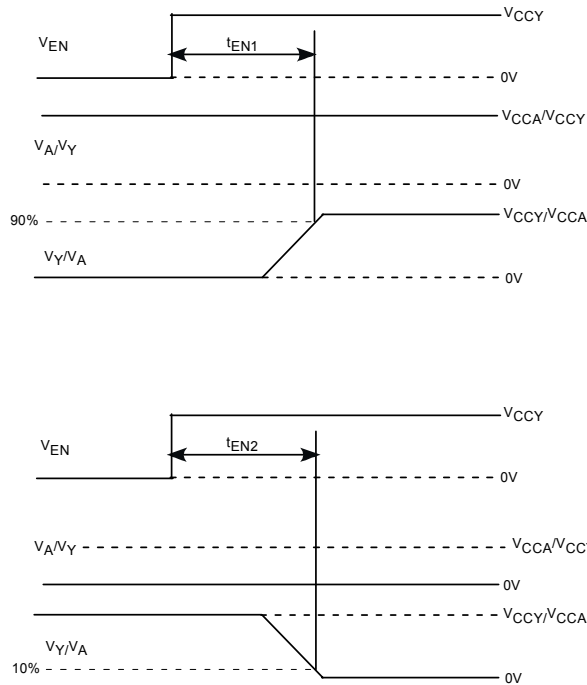 VCCY
VEN
tEN1
0V
VCCA/VCCY
VA/VY
0V
90%
VCCY/VCCA
VY/VA
0V
VCCY
VEN
tEN2
0V
VA/VY
VCCA/VCC
0V
VCCY/VCCA
VY/VA
10%
0V